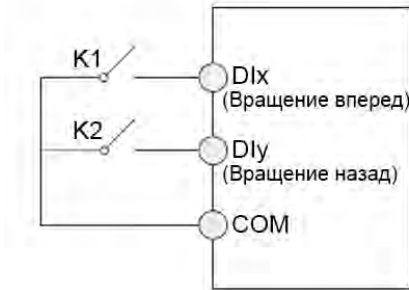 K1
DIx
(Вращение вперед)
K2
DIy
(Вращение назад)
COM